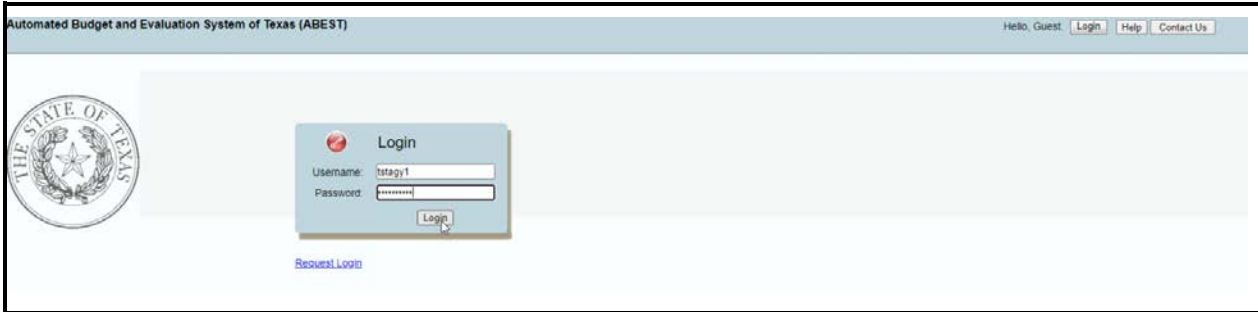 Automated Budget and Evaluation System of Texas (ABEST)
Hello, Guest. Login Help Contact Us
THE STATE OF TEXAS
Login
Username: tstagy1
Password: ••••••••••
Login
Request Login